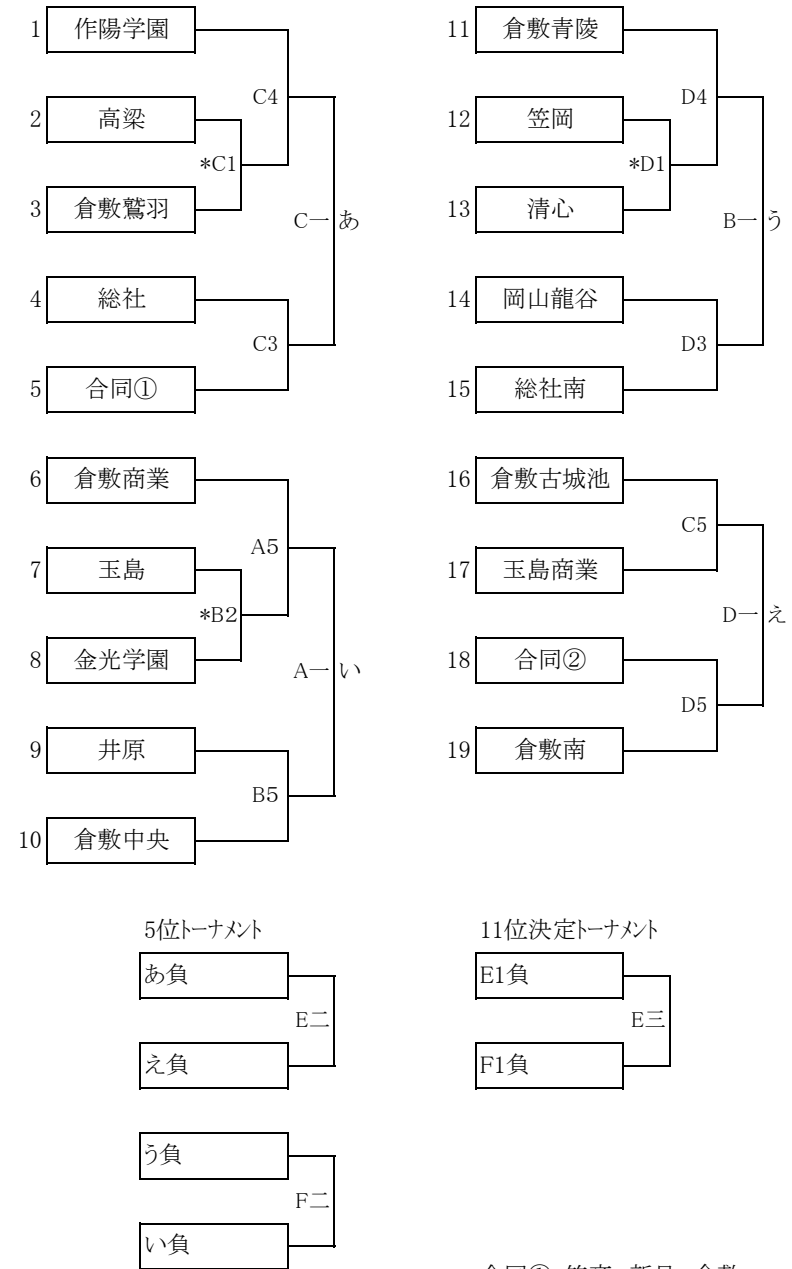 1 作陽学園
C4
2 高梁
*C1
3 倉敷鷲羽
C一 あ
4 総社
C3
5 合同①
6 倉敷商業
A5
7 玉島
*B2
8 金光学園
A一 い
9 井原
B5
10 倉敷中央
11 倉敷青陵
D4
12 笠岡
*D1
13 清心
B一 う
14 岡山龍谷
D3
15 総社南
16 倉敷古城池
C5
17 玉島商業
D一 え
18 合同②
D5
19 倉敷南
5位トーナメント
あ負
E二
え負
う負
F二
い負
11位決定トーナメント
E1負
E三
F1負